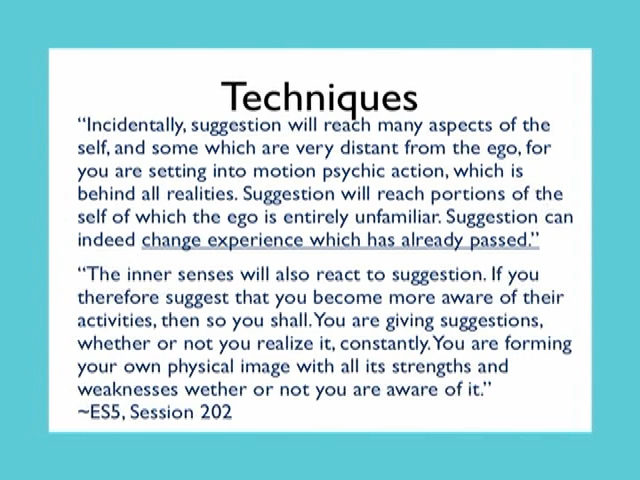 Techniques
“Incidentally, suggestion will reach many aspects of the
self, and some which are very distant from the ego, for
you are setting into motion psychic action, which is
behind all realities. Suggestion will reach portions of the
self of which the ego is entirely unfamiliar. Suggestion can
indeed change experience which has already passed.”
“The inner senses will also react to suggestion. If you
therefore suggest that you become more aware of their
activities, then so you shall. You are giving suggestions,
whether or not you realize it, constantly. You are forming
your own physical image with all its strengths and
weaknesses wether or not you are aware of it.”
~ES5, Session 202